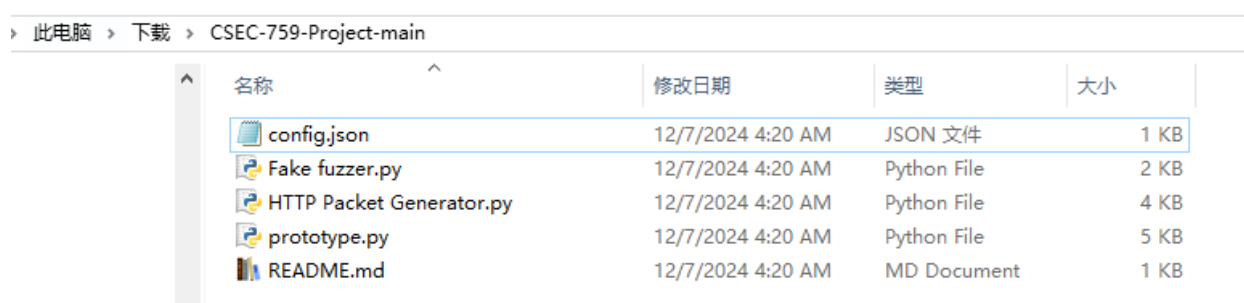 此电脑 > 下载 > CSEC-759-Project-main
名称 修改日期 类型 大小
config.json 12/7/2024 4:20 AM JSON 文件 1 KB
Fake fuzzer.py 12/7/2024 4:20 AM Python File 2 KB
HTTP Packet Generator.py 12/7/2024 4:20 AM Python File 4 KB
prototype.py 12/7/2024 4:20 AM Python File 5 KB
README.md 12/7/2024 4:20 AM MD Document 1 KB